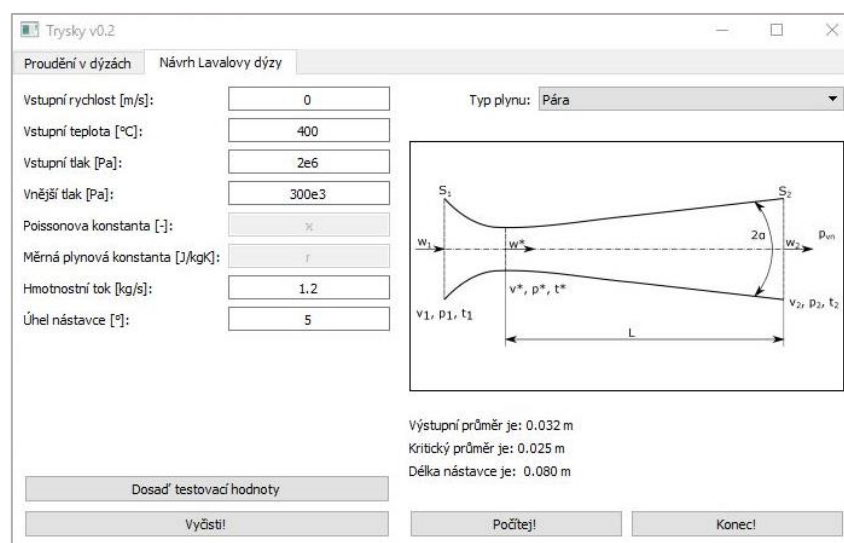 Trysky v0.2
Proudění v dýzách Návrh Lavalovy dýzy
Vstupní rychlost [m/s]: 0
Typ plynu: Pára
Vstupní teplota [°C]: 400
Vstupní tlak [Pa]: 2e6
Vnější tlak [Pa]: 300e3
Poissonova konstanta [-]: ϰ
Měrná plynová konstanta [J/kgK]: r
Hmotnostní tok [kg/s]: 1.2
Úhel nástavce [°]: 5
S1 S2
w1 w* 2α w2 pvn
v*, p*, t*
v1, p1, t1 v2, p2, t2
L
Výstupní průměr je: 0.032 m
Kritický průměr je: 0.025 m
Délka nástavce je: 0.080 m
Dosaď testovací hodnoty
Vyčisti! Počítej! Konec!